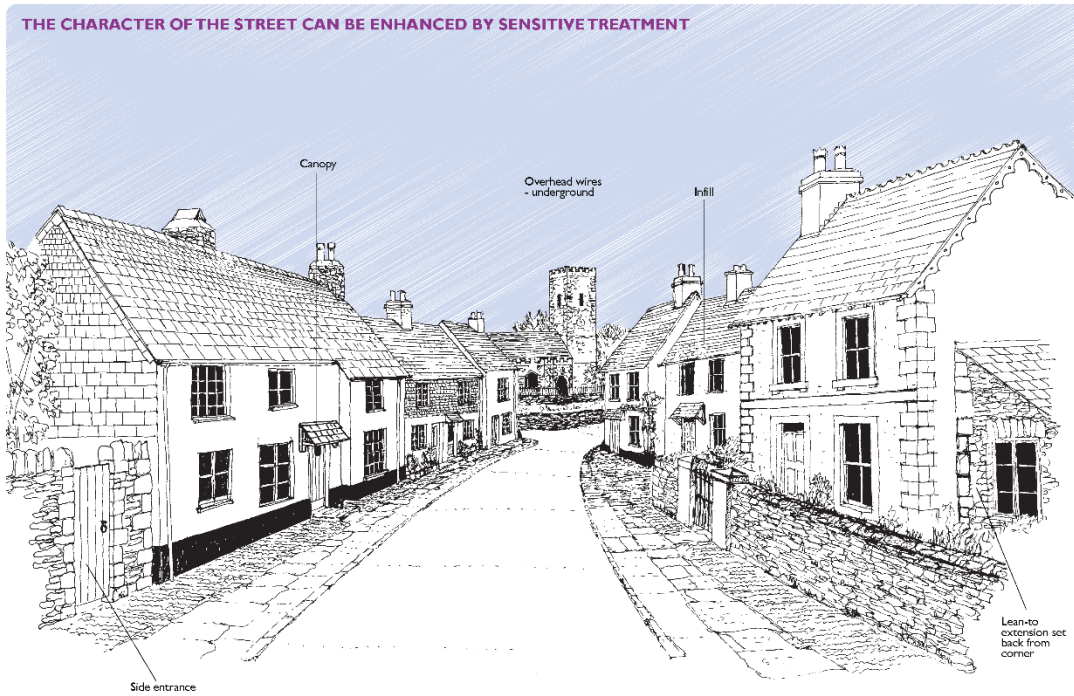 THE CHARACTER OF THE STREET CAN BE ENHANCED BY SENSITIVE TREATMENT
Canopy
Overhead wires
- underground
Infill
Lean-to
extension set
back from
corner
Side entrance